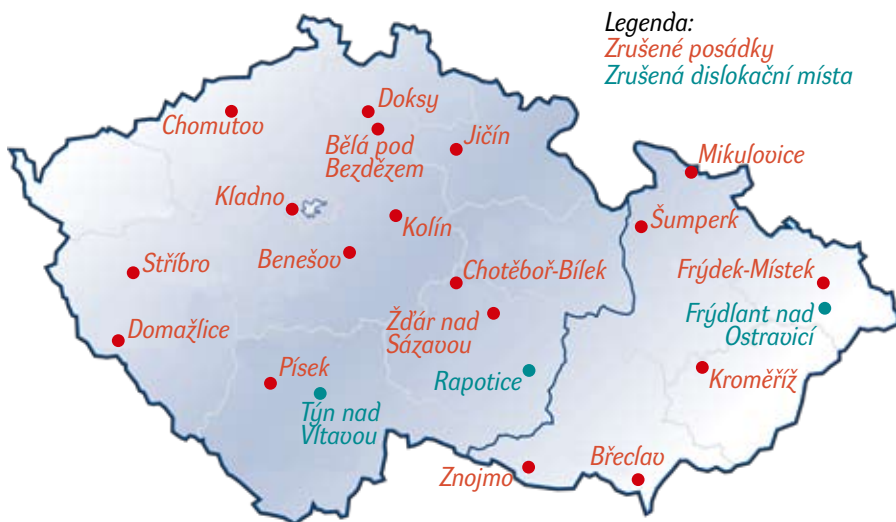 Legenda:
Zrušené posádky
Zrušená dislokační místa
Doksy
Chomutov
Bělá pod
Bezdězem
Jičín
Mikulovice
Kladno
Kolín
Šumperk
Stříbro
Benešov
Chotěboř-Bílek
Frýdek-Místek
Žďár nad
Sázavou
Frýdlant nad
Ostravicí
Domažlice
Písek
Rapotice
Kroměříž
Týn nad
Vltavou
Znojmo
Břeclav